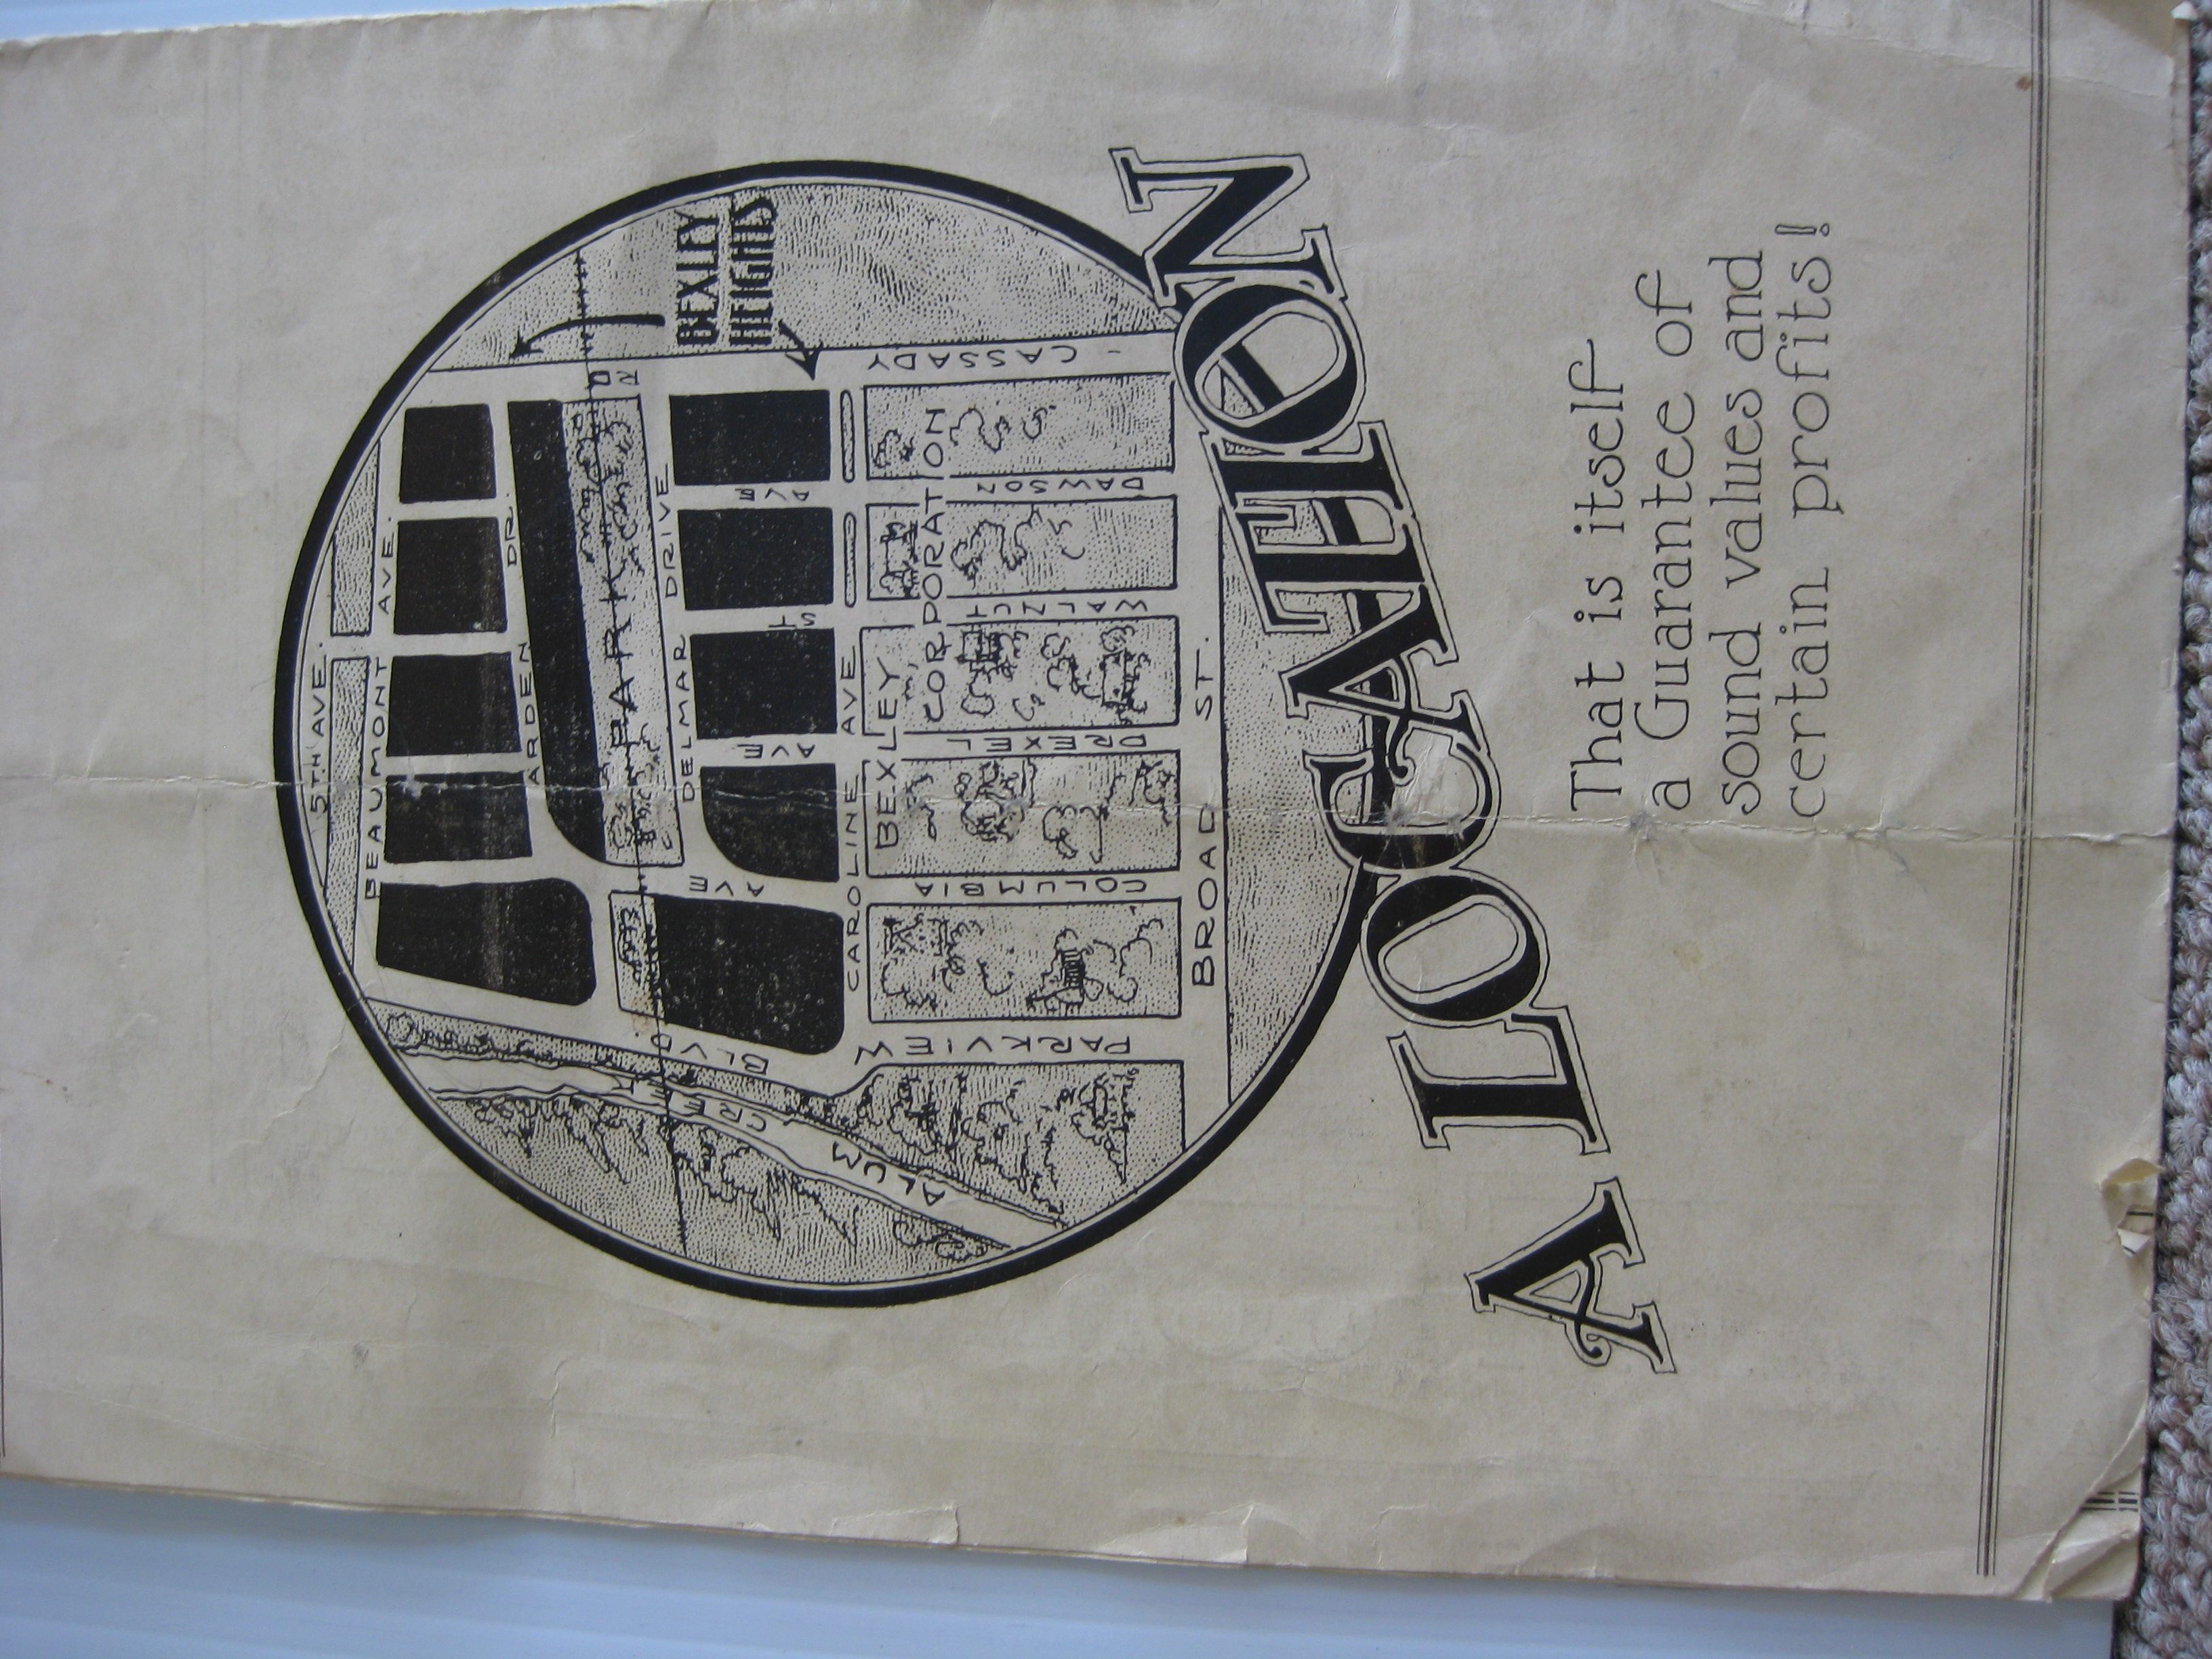 5TH AVE.
BEAUMONT AVE.
ARDEN DR.
PARK
DELMAR DRIVE
CAROLINE AVE
BEXLEY,
CORPORATION
BROAD ST.
ALUM CREEK
PARKVIEW BLVD.
COLUMBIA AVE
DREXEL AVE
WALNUT ST
DAWSON AVE
CASSADY RD
BEXLEY
HEIGHTS
A LOCATION
That is itself
a Guarantee of
sound values and
certain profits!